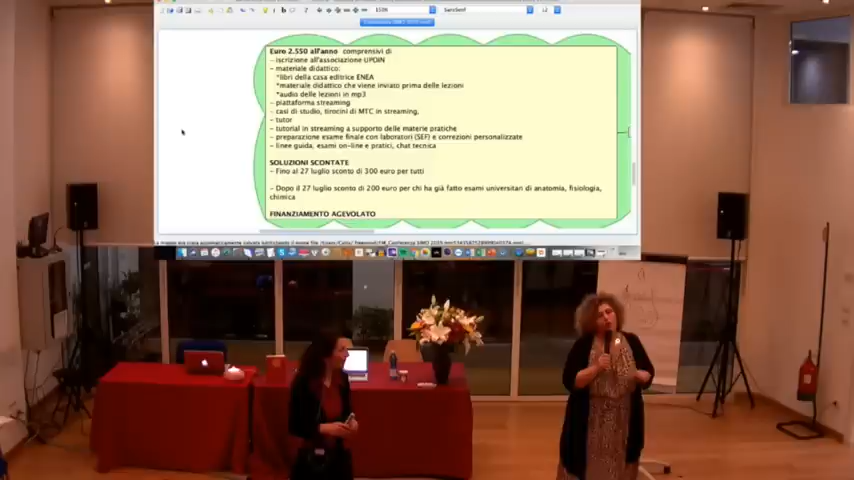 Euro 2.550 all'anno comprensivi di
- iscrizione all'associazione UPDIN
- materiale didattico:
*libri della casa editrice ENEA
*materiale didattico che viene inviato prima delle lezioni
*audio delle lezioni in mp3
- piattaforma streaming
- casi di studio, tirocini di MTC in streaming,
- tutor
- tutorial in streaming a supporto delle materie pratiche
- preparazione esame finale con laboratori (SEF) e correzioni personalizzate
- linee guida, esami on-line e pratici, chat tecnica
SOLUZIONI SCONTATE
- Fino al 27 luglio sconto di 300 euro per tutti
- Dopo il 27 luglio sconto di 200 euro per chi ha già fatto esami universitari di anatomia, fisiologia,
chimica
FINANZIAMENTO AGEVOLATO